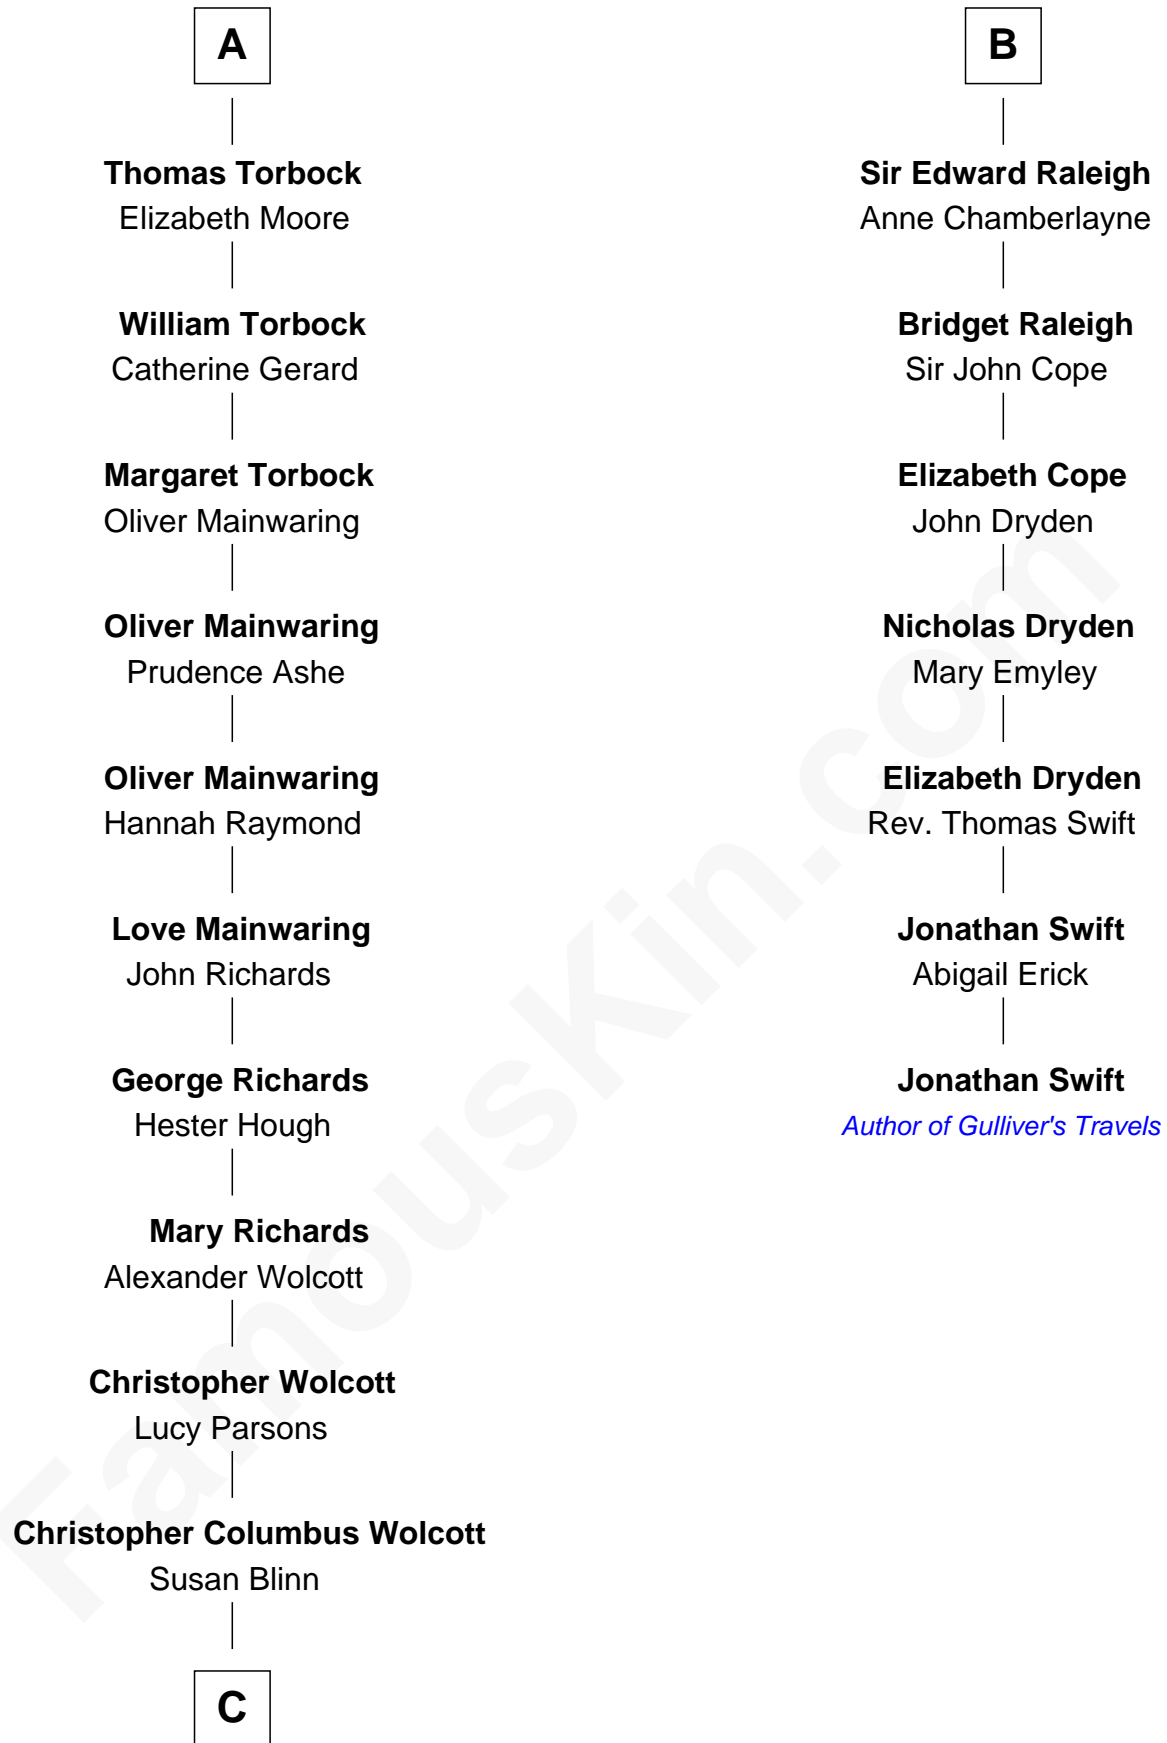 A
Thomas Torbock
Elizabeth Moore
William Torbock
Catherine Gerard
Margaret Torbock
Oliver Mainwaring
Oliver Mainwaring
Prudence Ashe
Oliver Mainwaring
Hannah Raymond
Love Mainwaring
John Richards
George Richards
Hester Hough
Mary Richards
Alexander Wolcott
Christopher Wolcott
Lucy Parsons
Christopher Columbus Wolcott
Susan Blinn
C
B
Sir Edward Raleigh
Anne Chamberlayne
Bridget Raleigh
Sir John Cope
Elizabeth Cope
John Dryden
Nicholas Dryden
Mary Emyley
Elizabeth Dryden
Rev. Thomas Swift
Jonathan Swift
Abigail Erick
Jonathan Swift
Author of Gulliver's Travels
FamousKin.com